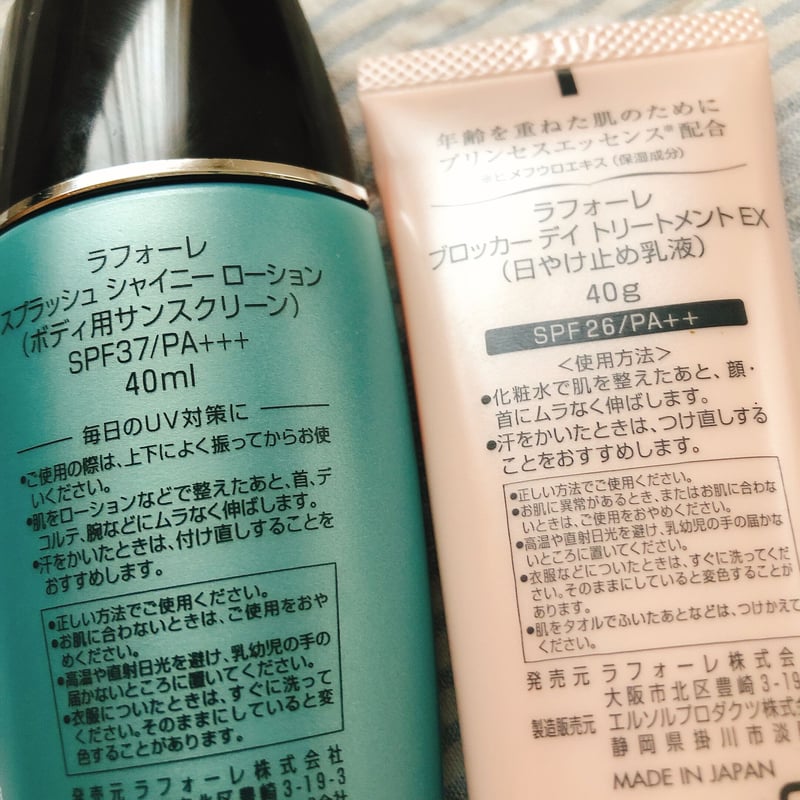 ラフォーレ
スプラッシュ シャイニー ローション
(ボディ用サンスクリーン)
SPF37/PA+++
40ml
毎日のUV対策に
●ご使用の際は、上下によく振ってからお使
いください。
●肌をローションなどで整えたあと、首、デ
コルテ、腕などにムラなく伸ばします。
●汗をかいたときは、付け直しすることを
おすすめします。
●正しい方法でご使用ください。
●お肌に合わないときは、ご使用をおや
めください。
●高温や直射日光を避け、乳幼児の手の
届かないところに置いてください。
●衣服についたときは、すぐに洗って
ください。そのままにしていると変
色することがあります。
発売元 ラフォーレ株式会社
大阪市北区豊崎3-19-3
年齢を重ねた肌のために
プリンセスエッセンス※配合
※ヒメフウロエキス(保湿成分)
ラフォーレ
ブロッカー デイ トリートメント EX
(日やけ止め乳液)
40g
SPF26/PA++
<使用方法>
●化粧水で肌を整えたあと、顔・
首にムラなく伸ばします。
●汗をかいたときは、つけ直しする
ことをおすすめします。
●正しい方法でご使用ください。
●お肌に異常があるとき、またはお肌に合わな
いときは、ご使用をおやめください。
●高温や直射日光を避け、乳幼児の手の届かな
いところに置いてください。
●衣服などについたときは、すぐに洗ってくだ
さい。そのままにしていると変色することが
あります。
●肌をタオルでふいたあとなどは、つけかえて
ください。
発売元 ラフォーレ株式会
大阪市北区豊崎3-19
製造販売元 エルソルプロダクツ株式
静岡県掛川市淡
MADE IN JAPAN